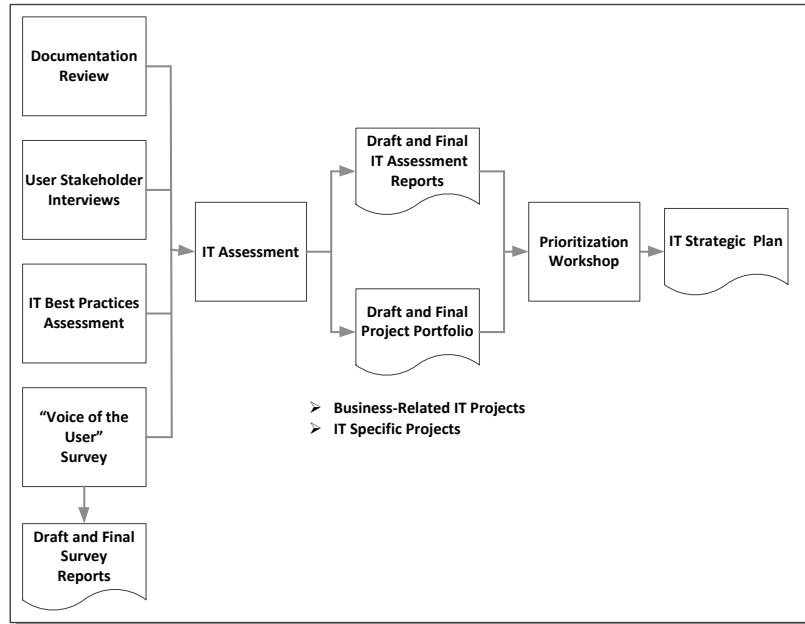 Documentation
Review
User Stakeholder
Interviews
IT Best Practices
Assessment
“Voice of the
User”
Survey
Draft and Final
Survey
Reports
IT Assessment
Draft and Final
IT Assessment
Reports
Draft and Final
Project Portfolio
➢ Business-Related IT Projects
➢ IT Specific Projects
Prioritization
Workshop
IT Strategic Plan